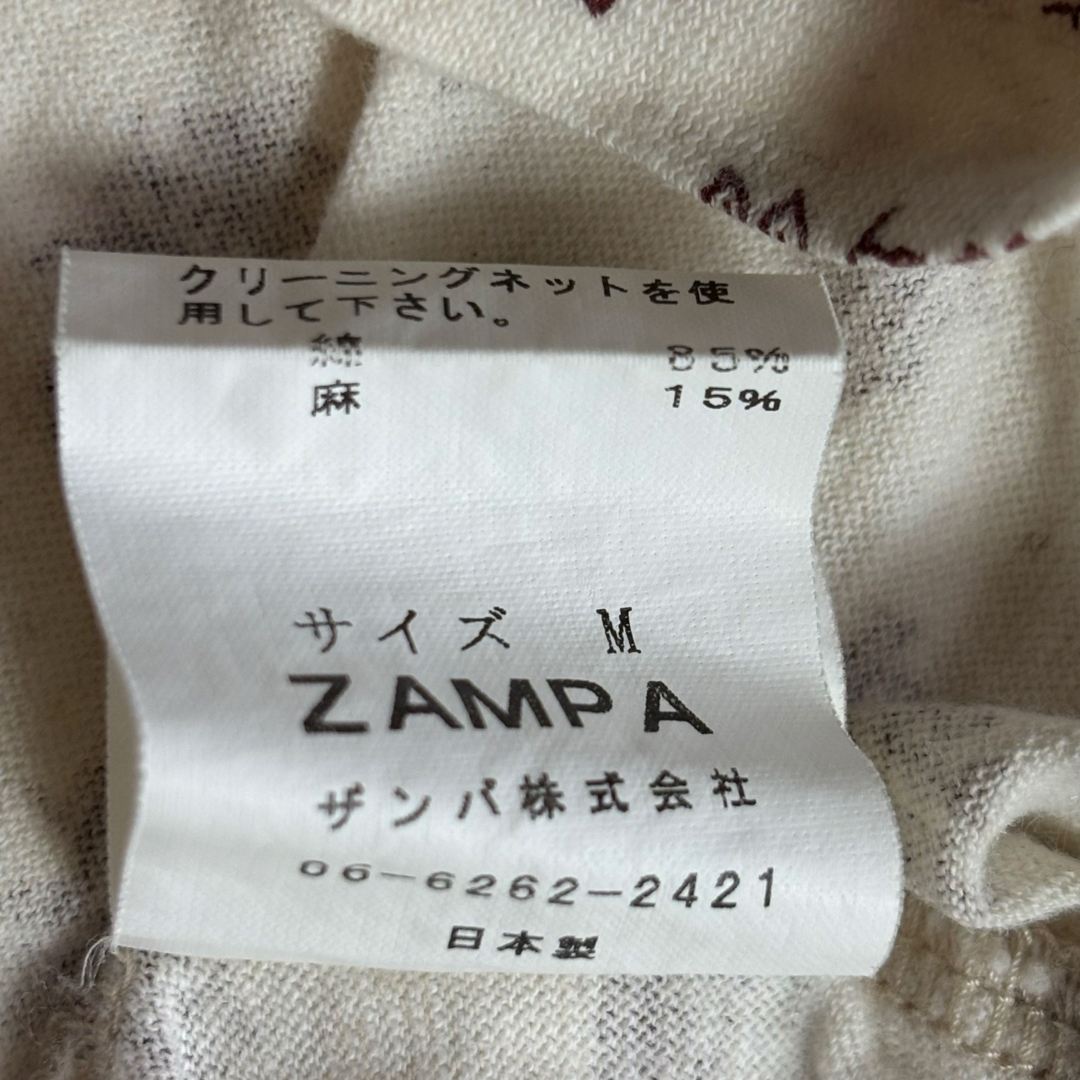 クリーニングネットを使
用して下さい。
綿 85%
麻 15%
サイズ M
ZAMPA
ザンパ株式会社
06-6262-2421
日本製